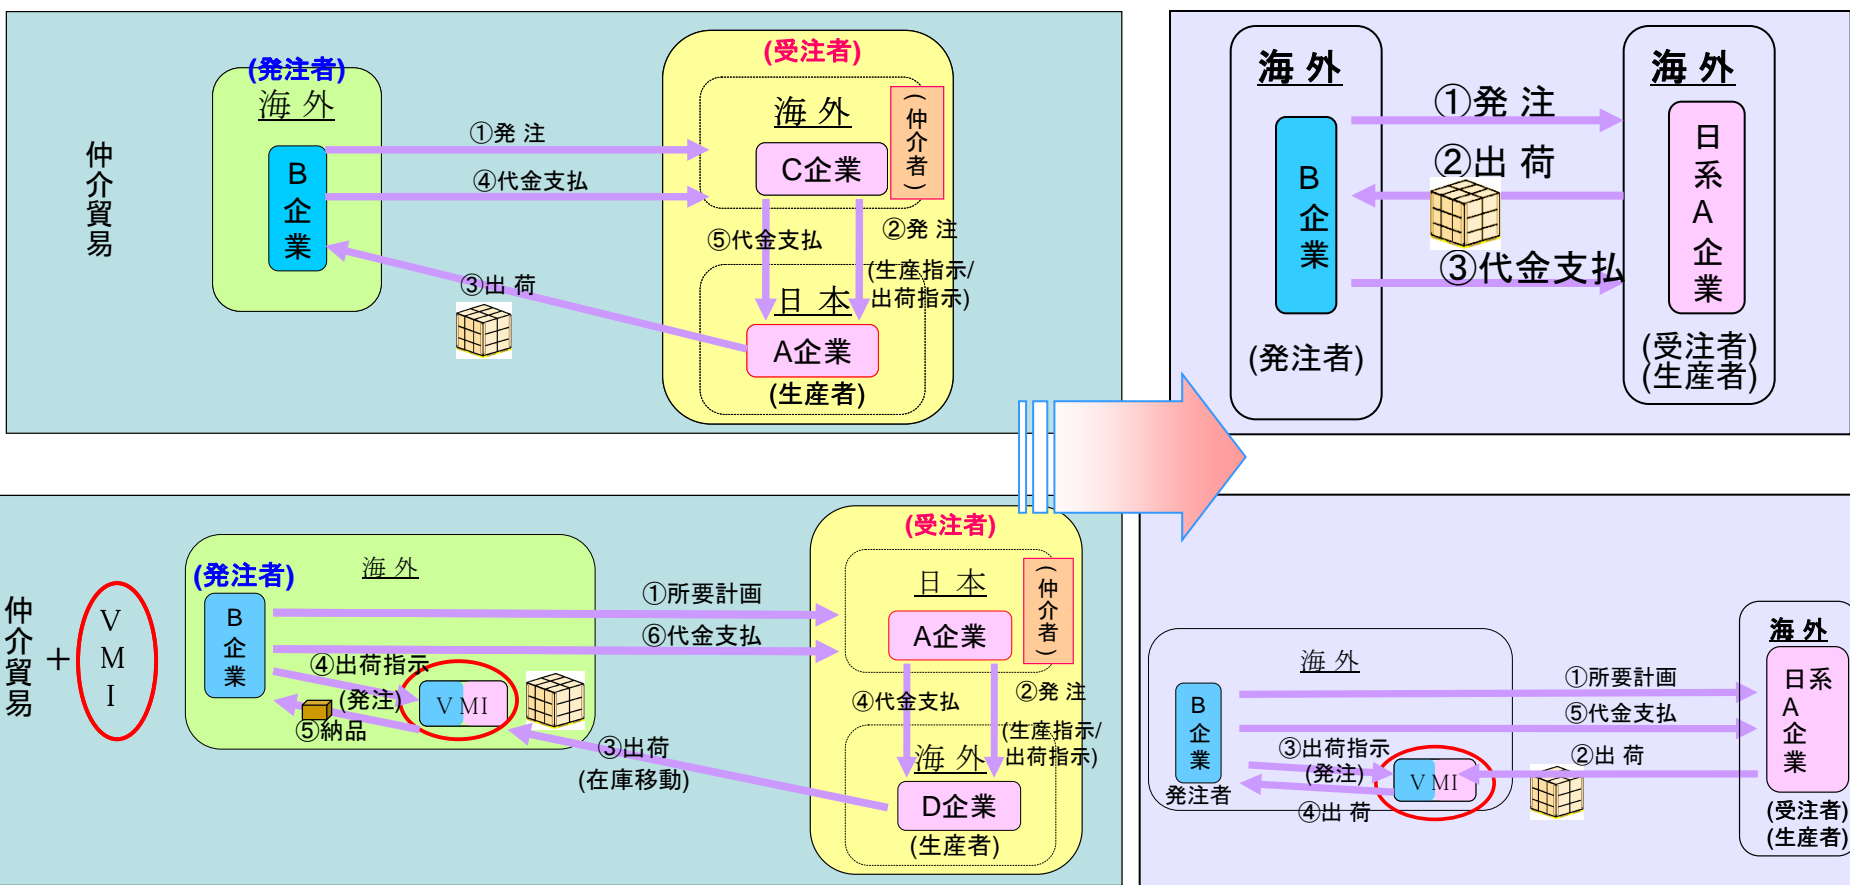 仲介貿易
(発注者)
海 外
B企業
①発 注
④代金支払
③出 荷
(受注者)
海 外
(仲介者)
C企業
⑤代金支払
②発 注
(生産指示/
出荷指示)
日 本
A企業
(生産者)
海 外
B企業
(発注者)
①発 注
②出 荷
③代金支払
海 外
日系A企業
(受注者)
(生産者)
仲介貿易
+
VMI
(発注者)
海 外
B企業
①所要計画
⑥代金支払
④出荷指示
(発注)
VMI
⑤納品
③出荷
(在庫移動)
(受注者)
日 本
(仲介者)
A企業
④代金支払
②発 注
(生産指示/
出荷指示)
海 外
D企業
(生産者)
海 外
B企業
発注者
①所要計画
⑤代金支払
③出荷指示
(発注)
VMI
④出 荷
②出 荷
海 外
日系
A企業
(受注者)
(生産者)